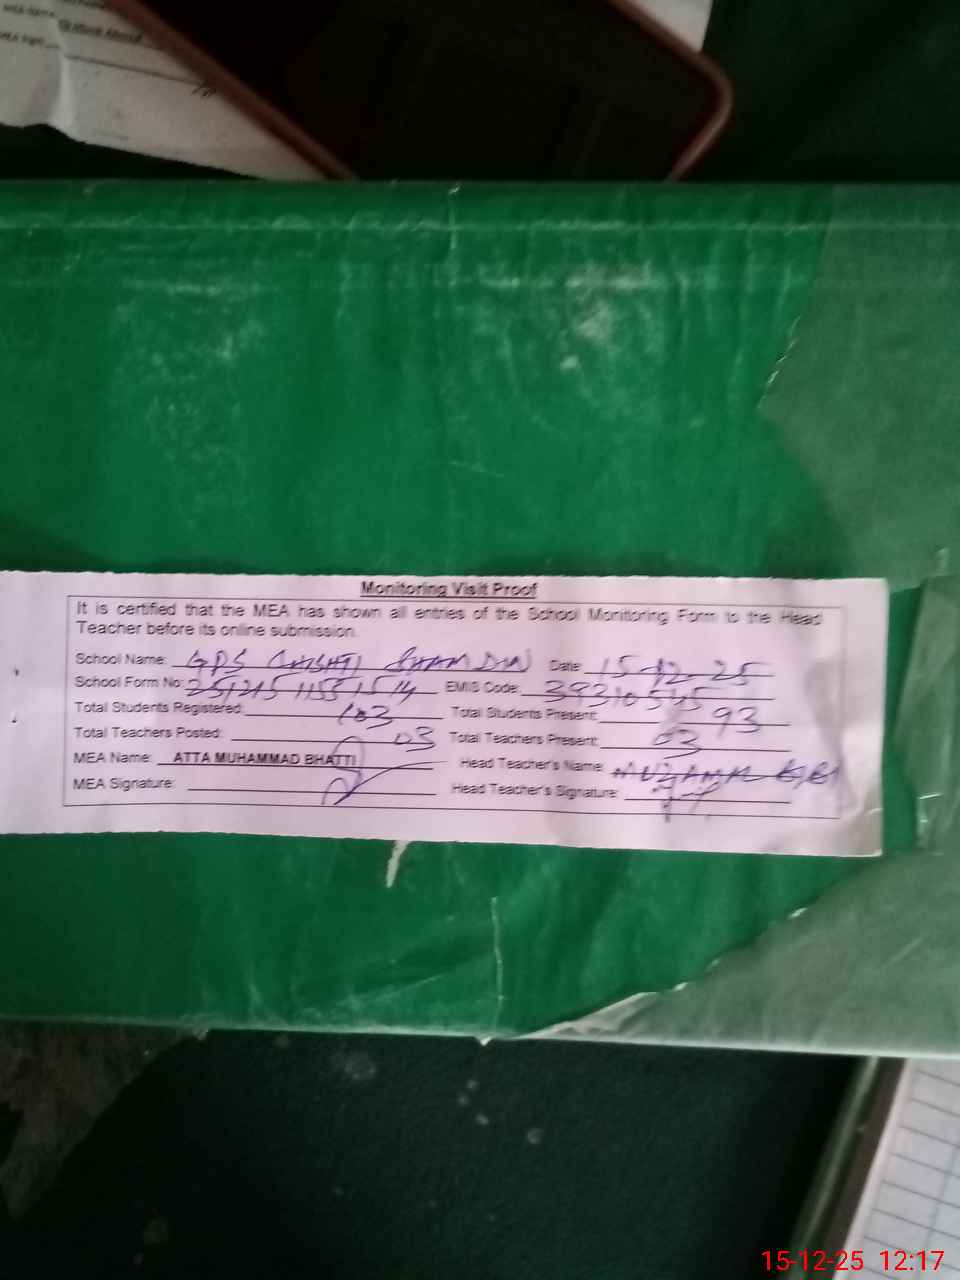 Monitoring Visit Proof
It is certified that the MEA has shown all entries of the School Monitoring Form to the Head
Teacher before its online submission.
School Name: GPS CHISHTI SHAM DIN Date: 15-12-25
School Form No: EMIS Code: 39310545
Total Students Registered: 103 Total Students Present: 93
Total Teachers Posted: 03 Total Teachers Present: 03
MEA Name: ATTA MUHAMMAD BHATTI Head Teacher's Name:
MEA Signature: Head Teacher's Signature:
15-12-25 12:17